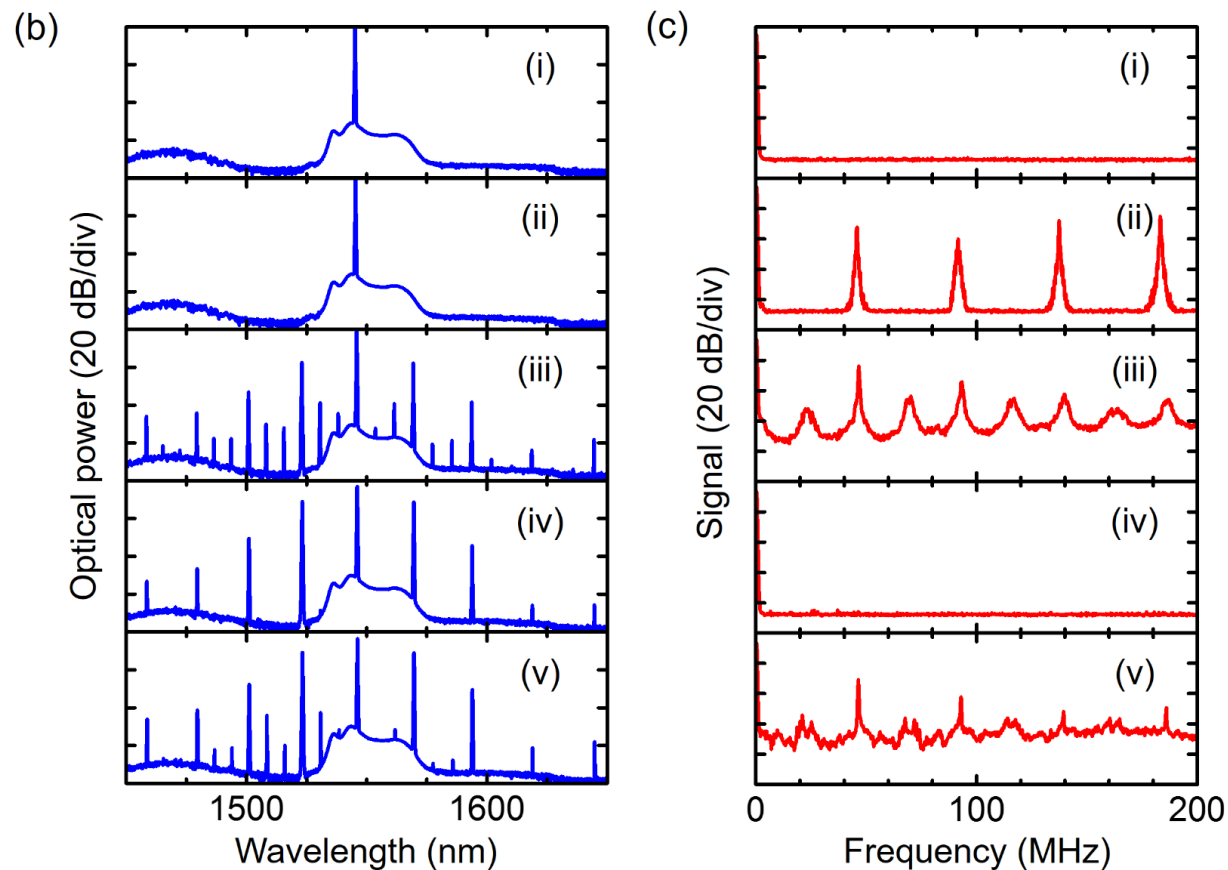 (b)
(i)
(ii)
(iii)
(iv)
(v)
Optical power (20 dB/div)
1500 1600
Wavelength (nm)
(c)
(i)
(ii)
(iii)
(iv)
(v)
Signal (20 dB/div)
0 100 200
Frequency (MHz)